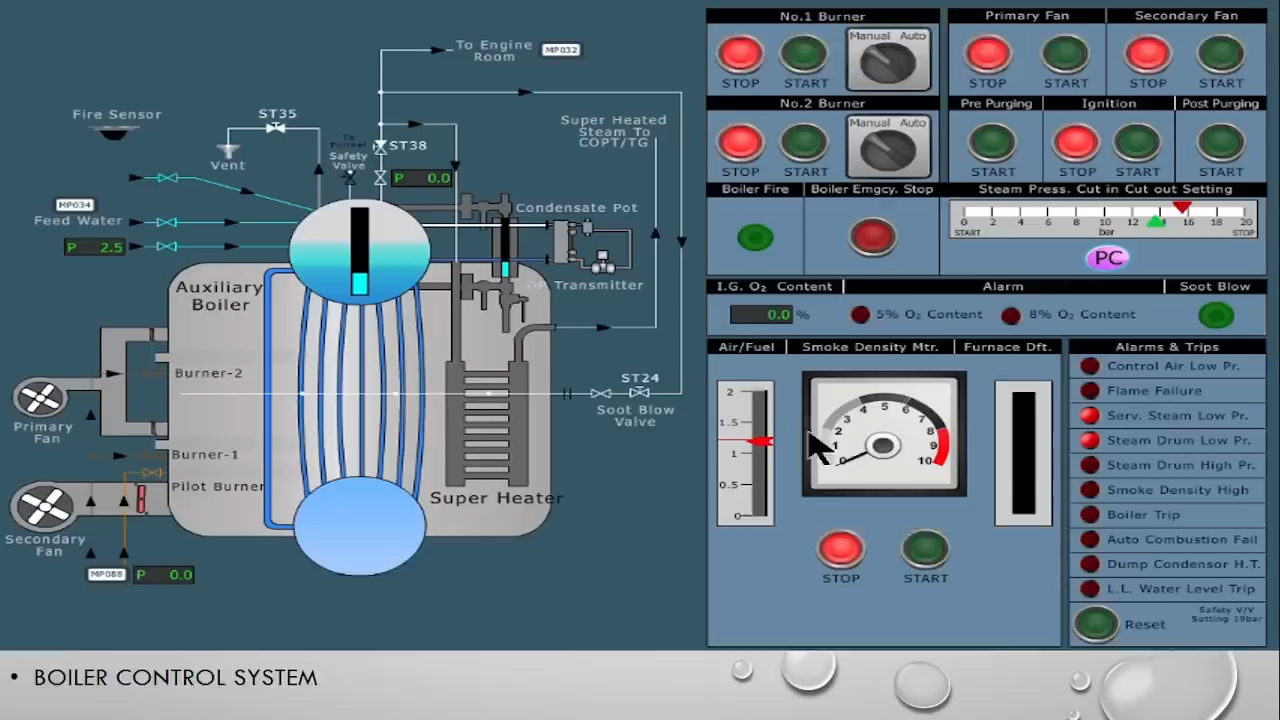 To Engine
Room
MP032
Fire Sensor
ST35
Vent
Safety
Valve
ST38
P 0.0
Super Heated
Steam To
COPT/TG
MP034
Feed Water
P 2.5
Condensate Pot
DP Transmitter
Auxiliary
Boiler
Burner-2
Primary
Fan
Burner-1
Pilot Burner
Secondary
Fan
MP088
P 0.0
Super Heater
ST24
Soot Blow
Valve
No.1 Burner
STOP
START
Manual Auto
Primary Fan
STOP
START
Secondary Fan
STOP
START
No.2 Burner
STOP
START
Manual Auto
Pre Purging
START
Ignition
STOP
START
Post Purging
START
Boiler Fire
Boiler Emgcy. Stop
Steam Press. Cut in Cut out Setting
0 2 4 6 8 10 12 14 16 18 20
START
bar
STOP
PC
I.G. O₂ Content
Alarm
Soot Blow
0.0 %
5% O₂ Content
8% O₂ Content
Air/Fuel
Smoke Density Mtr.
Furnace Dft.
2
1.5
1
0.5
0
0 1 2 3 4 5 6 7 8 9 10
STOP
START
Alarms & Trips
Control Air Low Pr.
Flame Failure
Serv. Steam Low Pr.
Steam Drum Low Pr.
Steam Drum High Pr.
Smoke Density High
Boiler Trip
Auto Combustion Fail
Dump Condensor H.T.
L.L. Water Level Trip
Reset
Safety V/V
Setting 19bar
• BOILER CONTROL SYSTEM